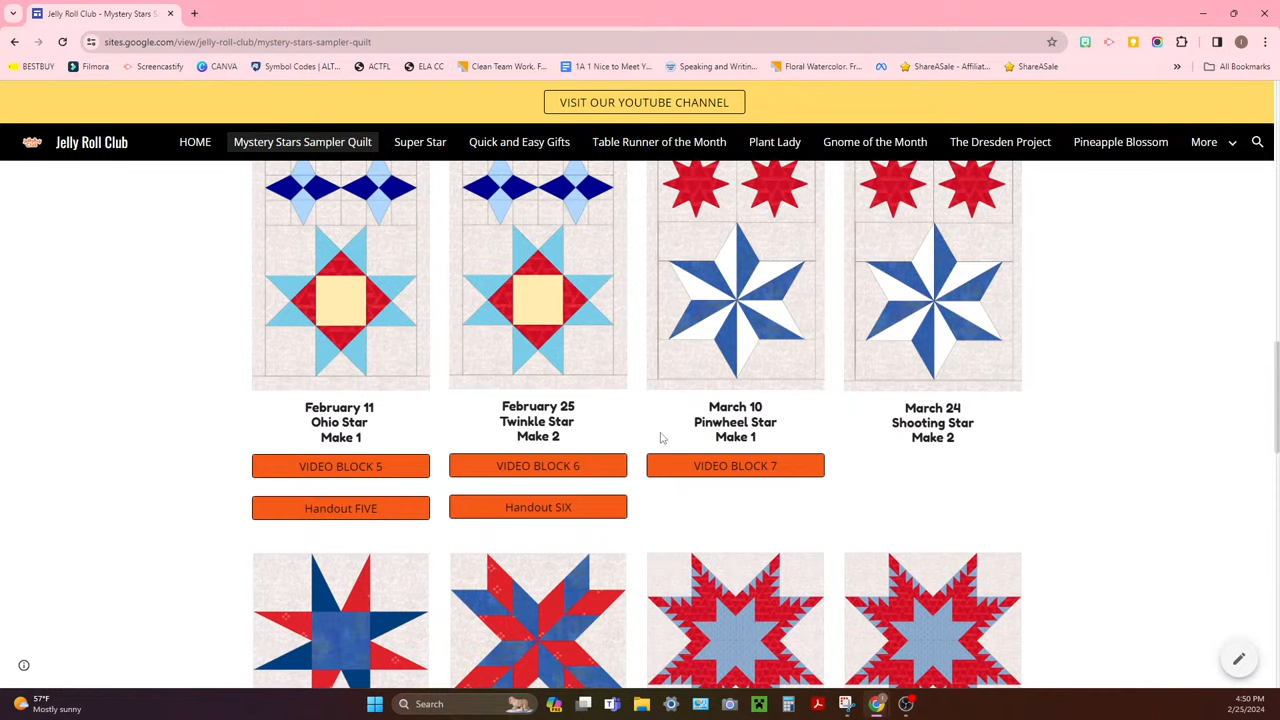 Jelly Roll Club - Mystery Stars S
sites.google.com/view/jelly-roll-club/mystery-stars-sampler-quilt
BESTBUY
Filmora
Screencastify
CANVA
Symbol Codes | ALT...
ACTFL
ELA CC
Clean Team Work. F...
1A 1 Nice to Meet Y...
Speaking and Writin...
Floral Watercolor. Fr...
ShareASale - Affiliat...
ShareASale
»
All Bookmarks
VISIT OUR YOUTUBE CHANNEL
Jelly Roll Club
HOME
Mystery Stars Sampler Quilt
Super Star
Quick and Easy Gifts
Table Runner of the Month
Plant Lady
Gnome of the Month
The Dresden Project
Pineapple Blossom
More
February 11
Ohio Star
Make 1
VIDEO BLOCK 5
Handout FIVE
February 25
Twinkle Star
Make 2
VIDEO BLOCK 6
Handout SIX
March 10
Pinwheel Star
Make 1
VIDEO BLOCK 7
March 24
Shooting Star
Make 2
57°F
Mostly sunny
Search
4:50 PM
2/25/2024